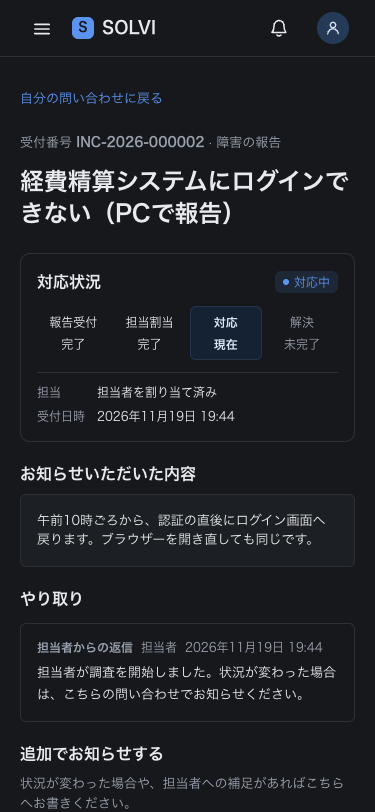 S SOLVI
自分の問い合わせに戻る
受付番号 INC-2026-000002 · 障害の報告
経費精算システムにログインで
きない（PCで報告）
対応状況
対応中
報告受付 担当割当 対応 解決
完了 完了 現在 未完了
担当 担当者を割り当て済み
受付日時 2026年11月19日 19:44
お知らせいただいた内容
午前10時ごろから、認証の直後にログイン画面へ
戻ります。ブラウザーを開き直しても同じです。
やり取り
担当者からの返信 担当者 2026年11月19日 19:44
担当者が調査を開始しました。状況が変わった場合
は、こちらの問い合わせでお知らせください。
追加でお知らせする
状況が変わった場合や、担当者への補足があればこちら
へお書きください。